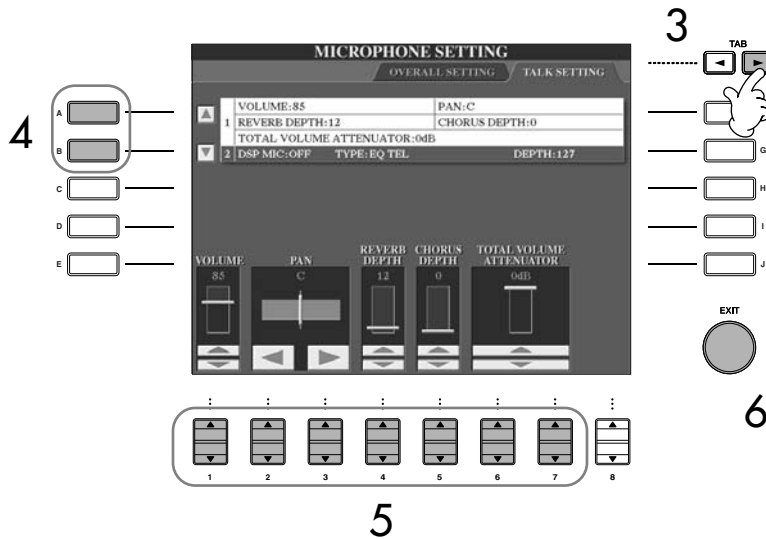 3
TAB
MICROPHONE SETTING
OVERALL SETTING TALK SETTING
4
A
B
C
D
E
VOLUME:85 PAN:C
1 REVERB DEPTH:12 CHORUS DEPTH:0
TOTAL VOLUME ATTENUATOR:0dB
2 DSP MIC:OFF TYPE:EQ TEL DEPTH:127
G
H
I
J
VOLUME PAN REVERB DEPTH CHORUS DEPTH TOTAL VOLUME ATTENUATOR
85 C 12 0 0dB
EXIT
6
1 2 3 4 5 6 7 8
5